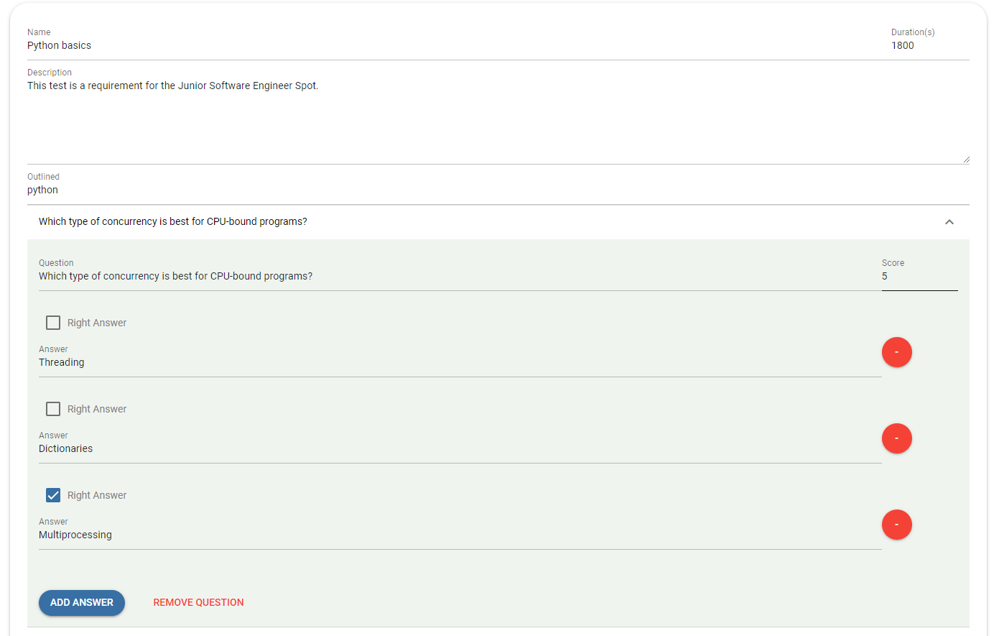 Name
Duration(s)
Python basics
1800
Description
This test is a requirement for the Junior Software Engineer Spot.
Outlined
python
Which type of concurrency is best for CPU-bound programs?
Question
Score
Which type of concurrency is best for CPU-bound programs?
5
Right Answer
Answer
Threading
-
Right Answer
Answer
Dictionaries
-
Right Answer
Answer
Multiprocessing
-
ADD ANSWER
REMOVE QUESTION